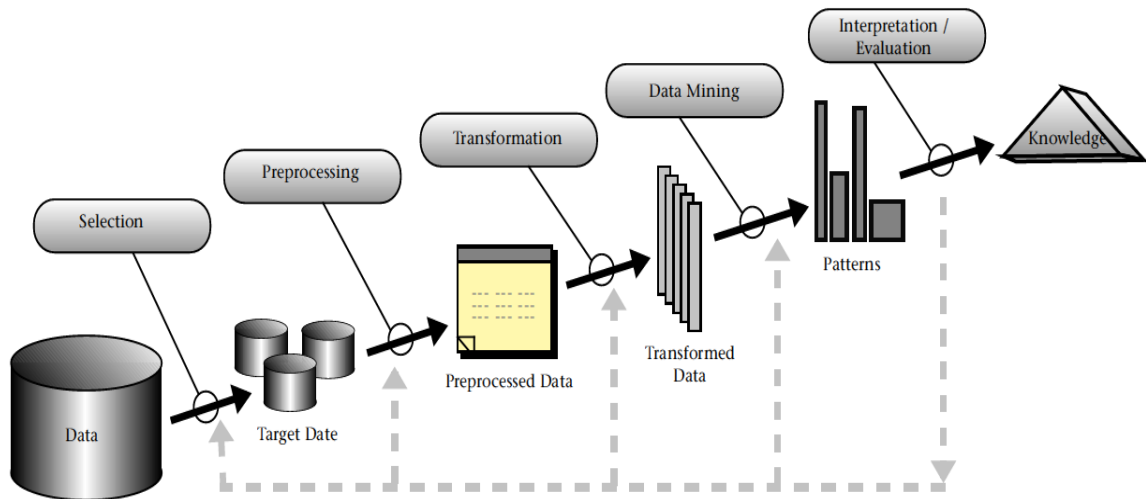 Interpretation /
Evaluation
Data Mining
Transformation
Preprocessing
Selection
Data
Target Date
Preprocessed Data
Transformed
Data
Patterns
Knowledge